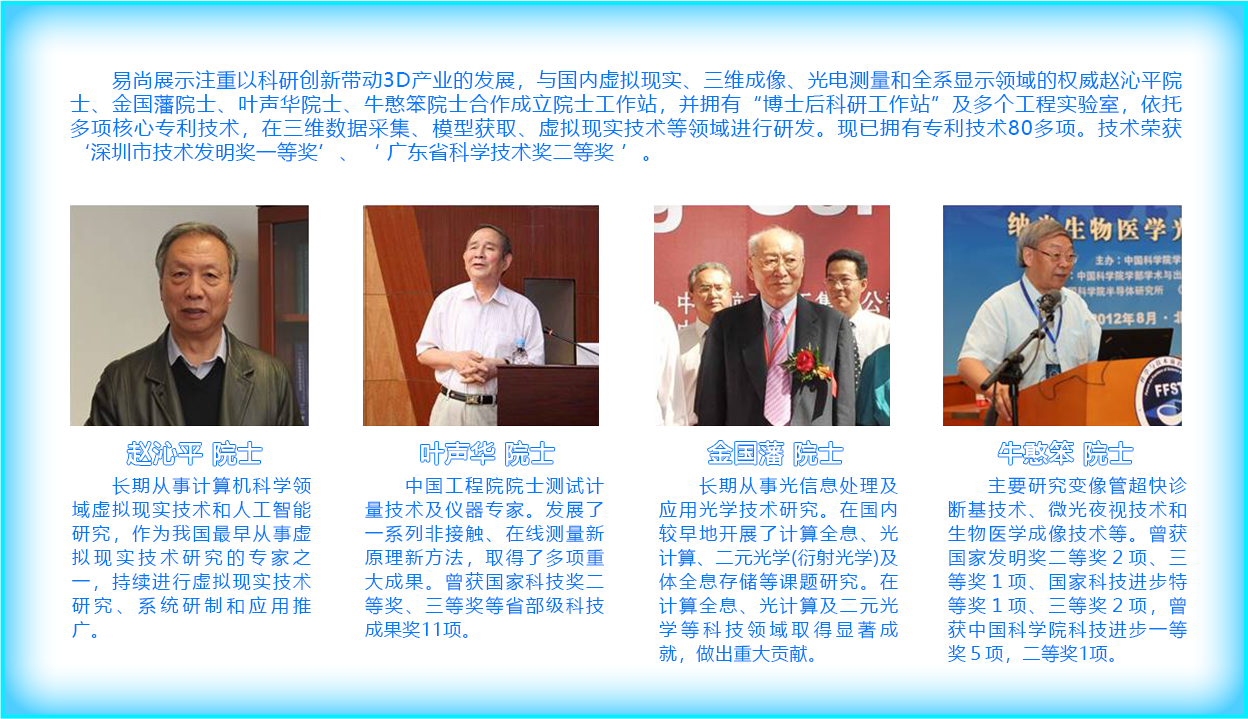 易尚展示注重以科研创新带动3D产业的发展，与国内虚拟现实、三维成像、光电测量和全系显示领域的权威赵沁平院
士、金国藩院士、叶声华院士、牛憨笨院士合作成立院士工作站，并拥有“博士后科研工作站”及多个工程实验室，依托
多项核心专利技术，在三维数据采集、模型获取、虚拟现实技术等领域进行研发。现已拥有专利技术80多项。技术荣获
‘深圳市技术发明奖一等奖’、‘广东省科学技术奖二等奖’。
纳米生物医学光
主办：中国科学院学
中国科学院学部学术与出
国科学院半导体研究所
2012年8月·北
FFST
赵沁平 院士
长期从事计算机科学领
域虚拟现实技术和人工智能
研究，作为我国最早从事虚
拟现实技术研究的专家之
一，持续进行虚拟现实技术
研究、系统研制和应用推
广。
叶声华 院士
中国工程院院士测试计
量技术及仪器专家。发展了
一系列非接触、在线测量新
原理新方法，取得了多项重
大成果。曾获国家科技奖二
等奖、三等奖等省部级科技
成果奖11项。
金国藩 院士
长期从事光信息处理及
应用光学技术研究。在国内
较早地开展了计算全息、光
计算、二元光学(衍射光学)及
体全息存储等课题研究。在
计算全息、光计算及二元光
学等科技领域取得显著成
就，做出重大贡献。
牛憨笨 院士
主要研究变像管超快诊
断基技术、微光夜视技术和
生物医学成像技术等。曾获
国家发明奖二等奖２项、三
等奖１项、国家科技进步特
等奖１项、三等奖２项，曾
获中国科学院科技进步一等
奖５项，二等奖1项。